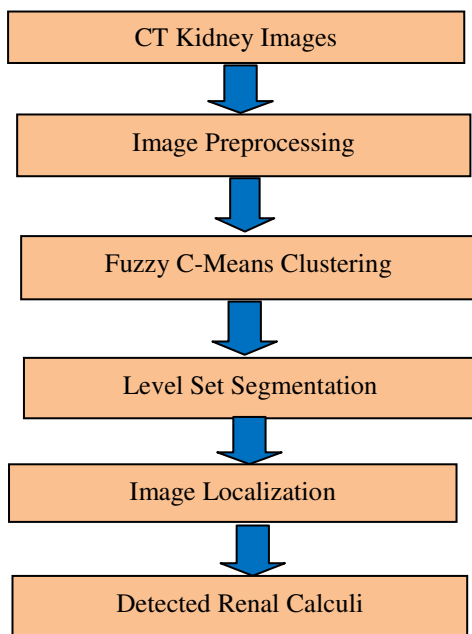 CT Kidney Images
Image Preprocessing
Fuzzy C-Means Clustering
Level Set Segmentation
Image Localization
Detected Renal Calculi